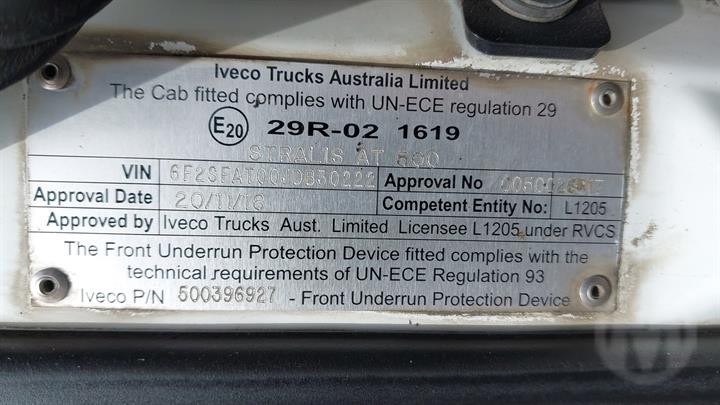 Iveco Trucks Australia Limited
The Cab fitted complies with UN-ECE regulation 29
E20 29R-02 1619
STRALIS AT 500
VIN 6F2SFAT00JDB30222 Approval No
Approval Date 20/11/18 Competent Entity No: L1205
Approved by Iveco Trucks Aust. Limited Licensee L1205 under RVCS
The Front Underrun Protection Device fitted complies with the
technical requirements of UN-ECE Regulation 93
Iveco P/N 500396927 - Front Underrun Protection Device